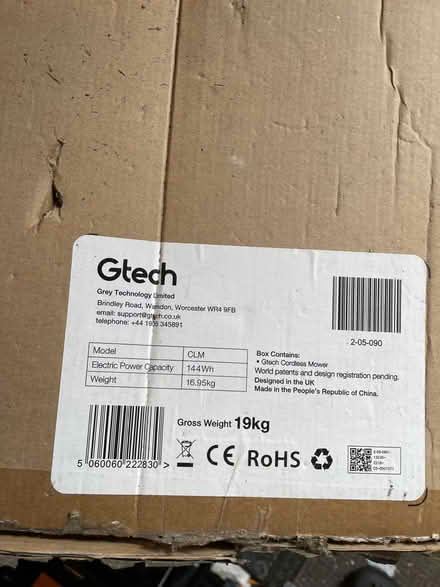 Gtech
Grey Technology Limited
Brindley Road, Warndon, Worcester WR4 9FB
email: support@gtech.co.uk
telephone: +44 1905 345891
2-05-090
Model CLM
Electric Power Capacity 144Wh
Weight 16.95kg
Box Contains:
• Gtech Cordless Mower
World patents and design registration pending.
Designed in the UK
Made in the People's Republic of China.
Gross Weight 19kg
5 060060 222830 >
CE RoHS